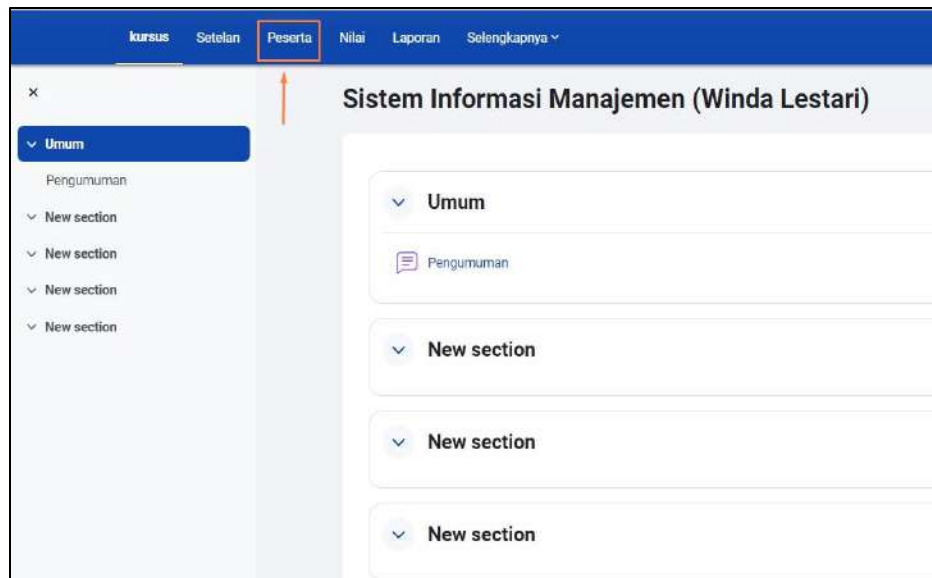 kursus Setelan Peserta Nilai Laporan Selengkapnya
Sistem Informasi Manajemen (Winda Lestari)
Umum
Pengumuman
New section
New section
New section
New section
Umum
Pengumuman
New section
New section
New section